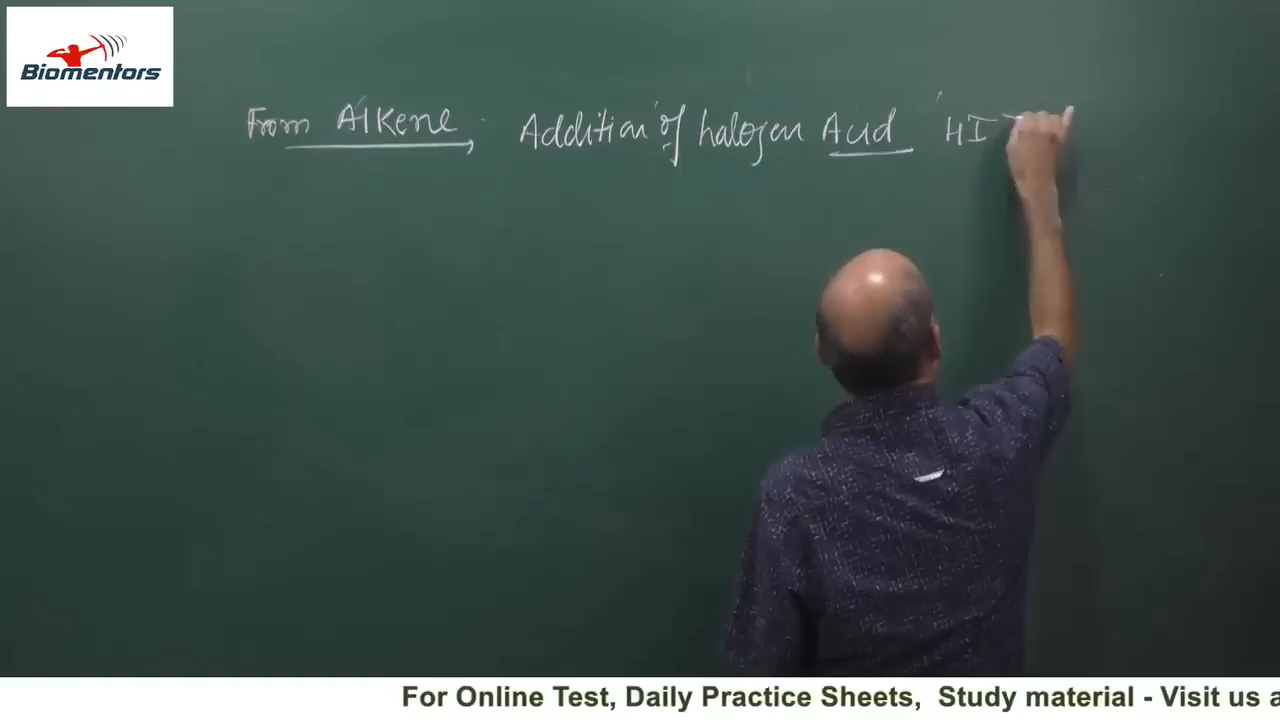 Biomentors
From Alkene, Addition of halogen Acid HI
For Online Test, Daily Practice Sheets, Study material - Visit us a